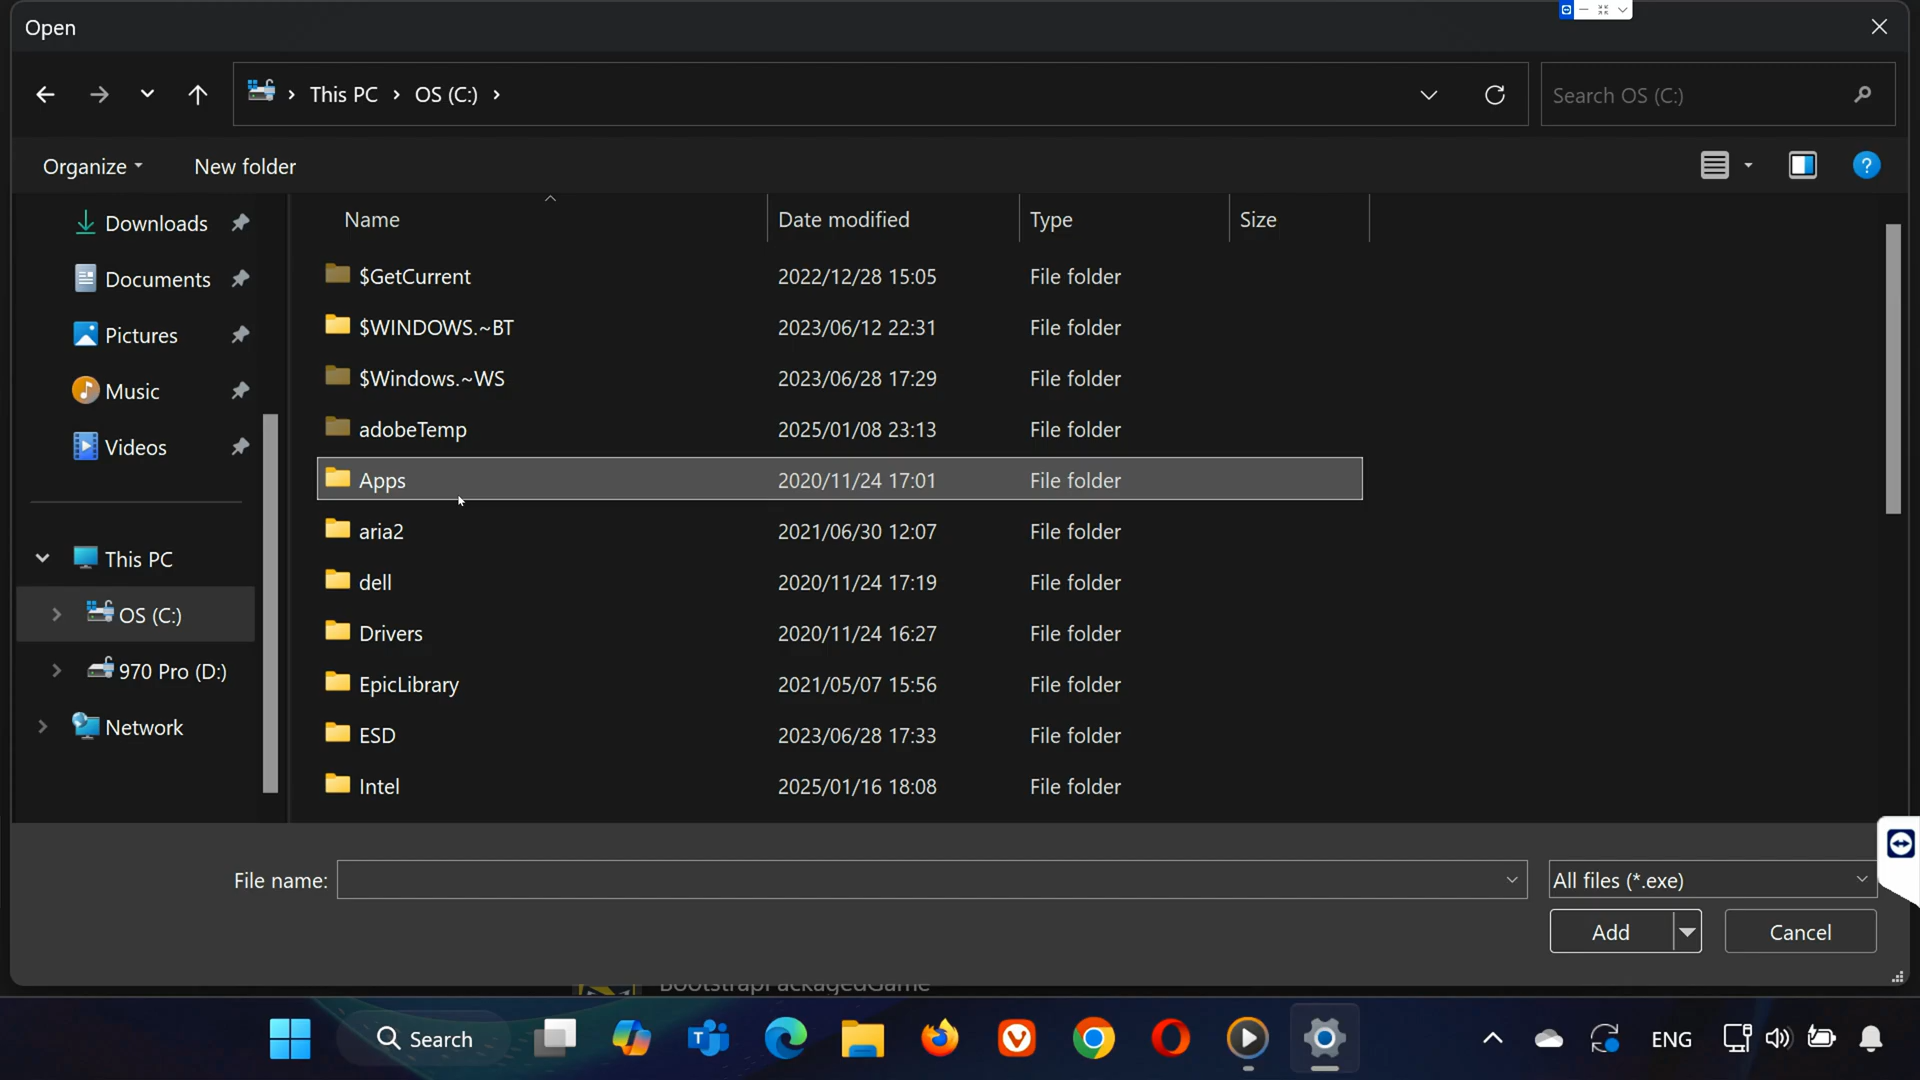 Open
This PC OS (C:)
Search OS (C:)
Organize
New folder
Downloads
Documents
Pictures
Music
Videos
This PC
OS (C:)
970 Pro (D:)
Network
Name Date modified Type Size
$GetCurrent 2022/12/28 15:05 File folder
$WINDOWS.~BT 2023/06/12 22:31 File folder
$Windows.~WS 2023/06/28 17:29 File folder
adobeTemp 2025/01/08 23:13 File folder
Apps 2020/11/24 17:01 File folder
aria2 2021/06/30 12:07 File folder
dell 2020/11/24 17:19 File folder
Drivers 2020/11/24 16:27 File folder
EpicLibrary 2021/05/07 15:56 File folder
ESD 2023/06/28 17:33 File folder
Intel 2025/01/16 18:08 File folder
File name:
All files (*.exe)
Add
Cancel
BootstrapPackagedGame
Search
ENG